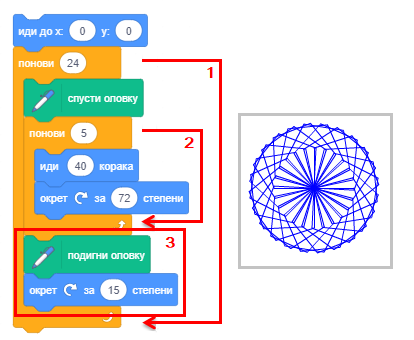 иди до x: 0 y: 0
понови 24
1
спусти оловку
понови 5
2
иди 40 корака
окрет за 72 степени
3
подигни оловку
окрет за 15 степени